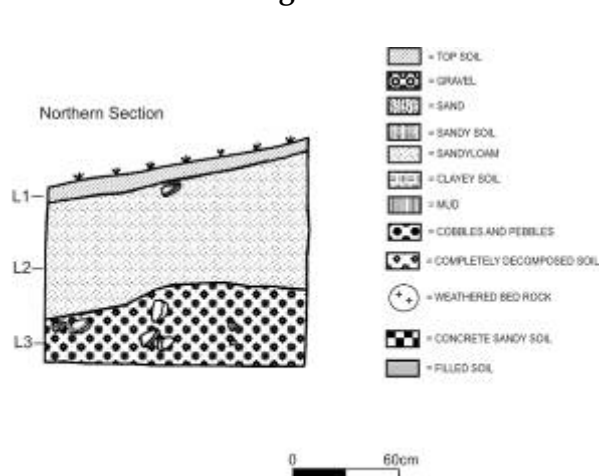 Northern Section
L1
L2
L3
= TOP SOIL
= GRAVEL
= SAND
= SANDY SOIL
= SANDYLOAM
= CLAYEY SOIL
= MUD
= COBBLES AND PEBBLES
= COMPLETELY DECOMPOSED SOIL
= WEATHERED BED ROCK
= CONCRETE SANDY SOIL
= FILLED SOIL
0 60cm